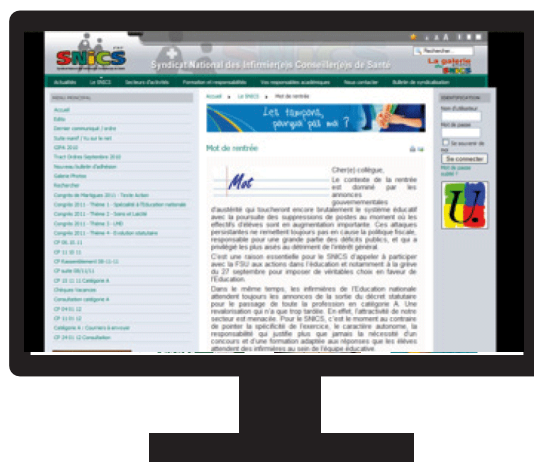 A A A
SNICS
FSU
Syndicat National des Infirmier(e)s Conseiller(e)s de Santé
Rechercher...
La galerie
SNICS
Actualités Le SNICS Secteurs d'activités Formation et responsabilités Vos responsables académiques Nous contacter Bulletin de syndicalisation
MENU PRINCIPAL
Accueil
Edito
Dernier communiqué / lettre
Suite manif / Vu sur le net
Tract Ordres Septembre 2010
Nouveau bulletin d'adhésion
Galerie Photos
Rechercher
Congrès de Martigues 2011 - Texte Action
Congrès 2011 - Thème 1 - Spécialité à l'Education nationale
Congrès 2011 - Thème 2 - Soins et Laïcité
Congrès 2011 - Thème 3 - LMD
Congrès 2011 - Thème 4 - Evolution statutaire
CP 06 10 11
CP 11 10 11
CP Rassemblement 08-11-11
CP suite 08/11/11
CP 10 11 11 Catégorie A
Chèques Vacances
Consultation catégorie A
CP 04 01 12
CP 11 01 12
Catégorie A : Courriers à envoyer
CP 24 01 12 Consultation
Accueil Le SNICS Mot de rentrée
Les tampons,
pourquoi pas moi ?
Mot de rentrée
Mot
Cher(e) collègue,
Le contexte de la rentrée
est dominé par les
annonces
gouvernementales
d'austérité qui toucheront encore brutalement le système éducatif
avec la poursuite des suppressions de postes au moment où les
effectifs d'élèves sont en augmentation importante. Ces attaques
persistantes ne remettent toujours pas en cause la politique fiscale,
responsable pour une grande partie des déficits publics, et qui a
privilégié les plus aisés au détriment de l'intérêt général.
C'est une raison essentielle pour le SNICS d'appeler à participer
avec la FSU aux actions dans l'éducation et notamment à la grève
du 27 septembre pour imposer de véritables choix en faveur de
l'Education.
Dans le même temps, les infirmières de l'Education nationale
attendent toujours les annonces de la sortie du décret statutaire
pour le passage de toute la profession en catégorie A. Une
revalorisation qui n'a que trop tardée. En effet, l'attractivité de notre
secteur est menacée. Pour le SNICS, c'est le moment au contraire
de pointer la spécificité de l'exercice, le caractère autonome, la
responsabilité qui justifie plus que jamais la nécessité d'un
concours et d'une formation adaptée aux réponses que les élèves
attendent des infirmières au sein de l'équipe éducative.
IDENTIFICATION
Nom d'utilisateur
Mot de passe
Se souvenir de
moi
Se connecter
Mot de passe
oublié ?
U.